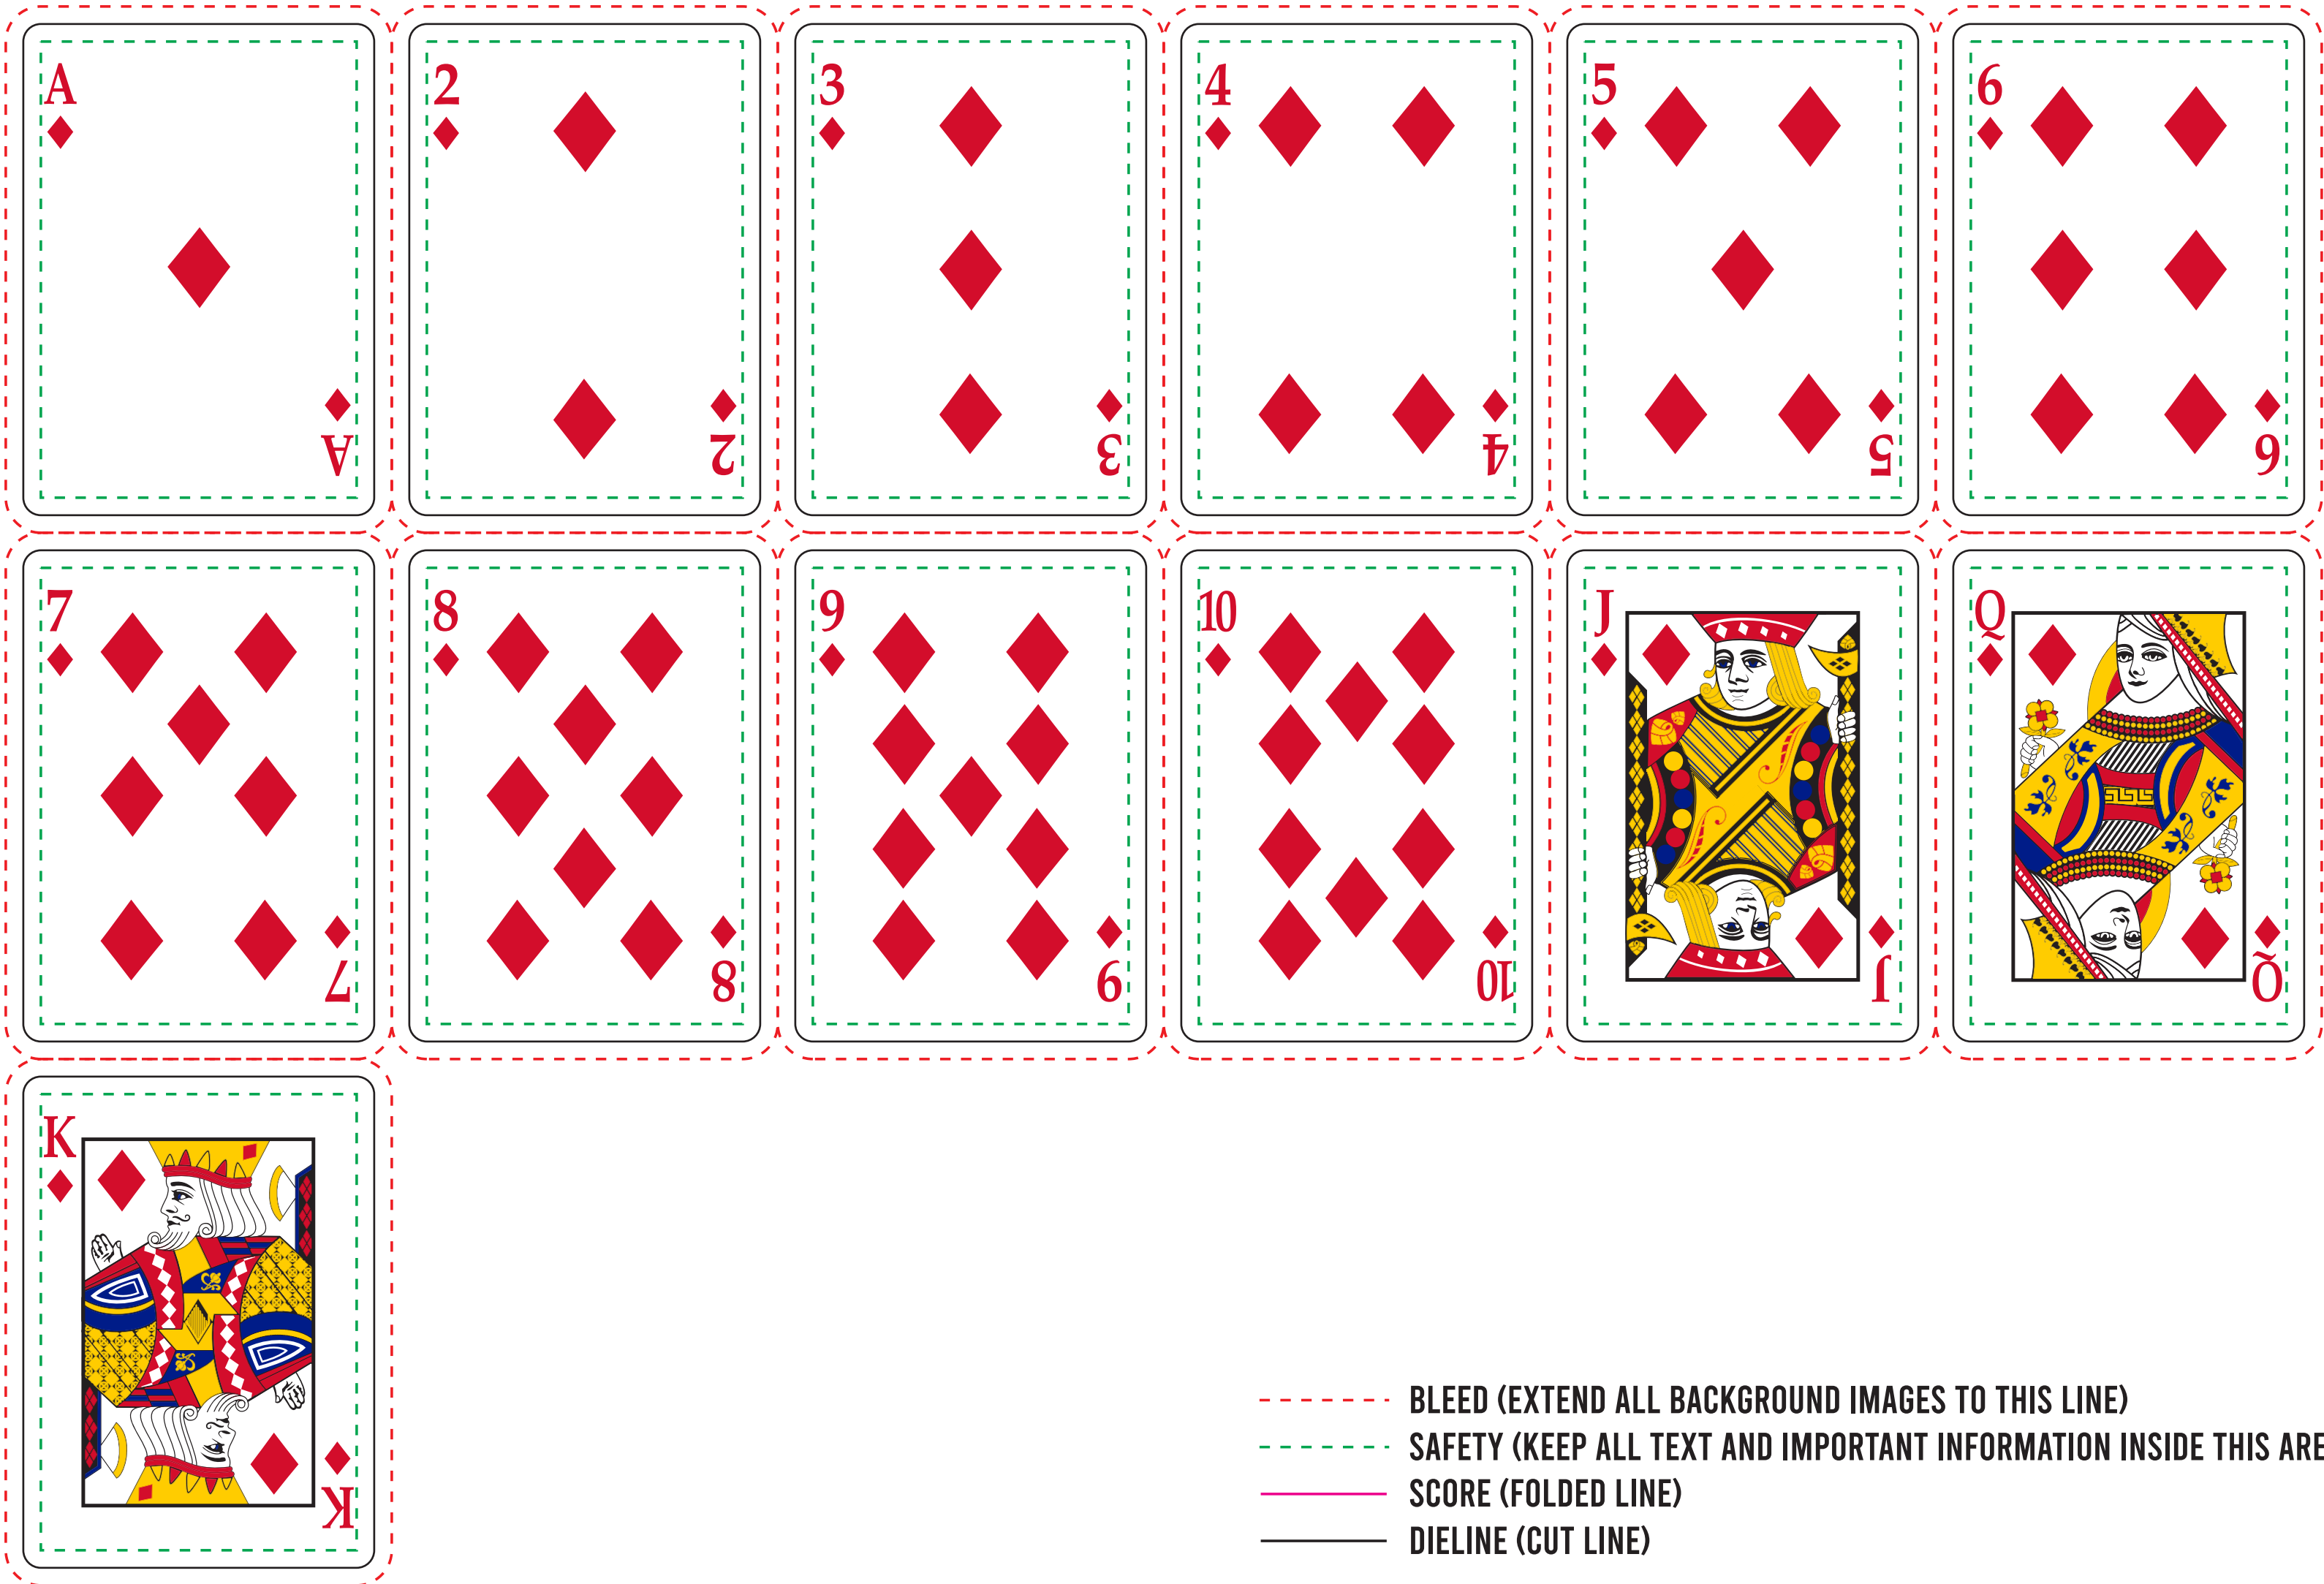 A 2 3 4 5 6
A 2 3 4 5 6
7 8 9 10 J Q
7 8 9 10 J Q
K
K
BLEED (EXTEND ALL BACKGROUND IMAGES TO THIS LINE)
SAFETY (KEEP ALL TEXT AND IMPORTANT INFORMATION INSIDE THIS ARE
SCORE (FOLDED LINE)
DIELINE (CUT LINE)